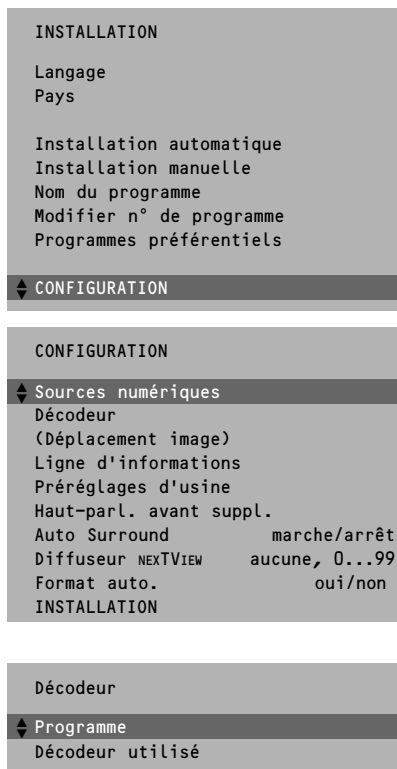 INSTALLATION
Langage
Pays
Installation automatique
Installation manuelle
Nom du programme
Modifier n° de programme
Programmes préférentiels
CONFIGURATION
CONFIGURATION
Sources numériques
Décodeur
(Déplacement image)
Ligne d'informations
Préréglages d'usine
Haut-parl. avant suppl.
Auto Surround marche/arrêt
Diffuseur NEXTVIEW aucune, 0...99
Format auto. oui/non
INSTALLATION
Décodeur
Programme
Décodeur utilisé